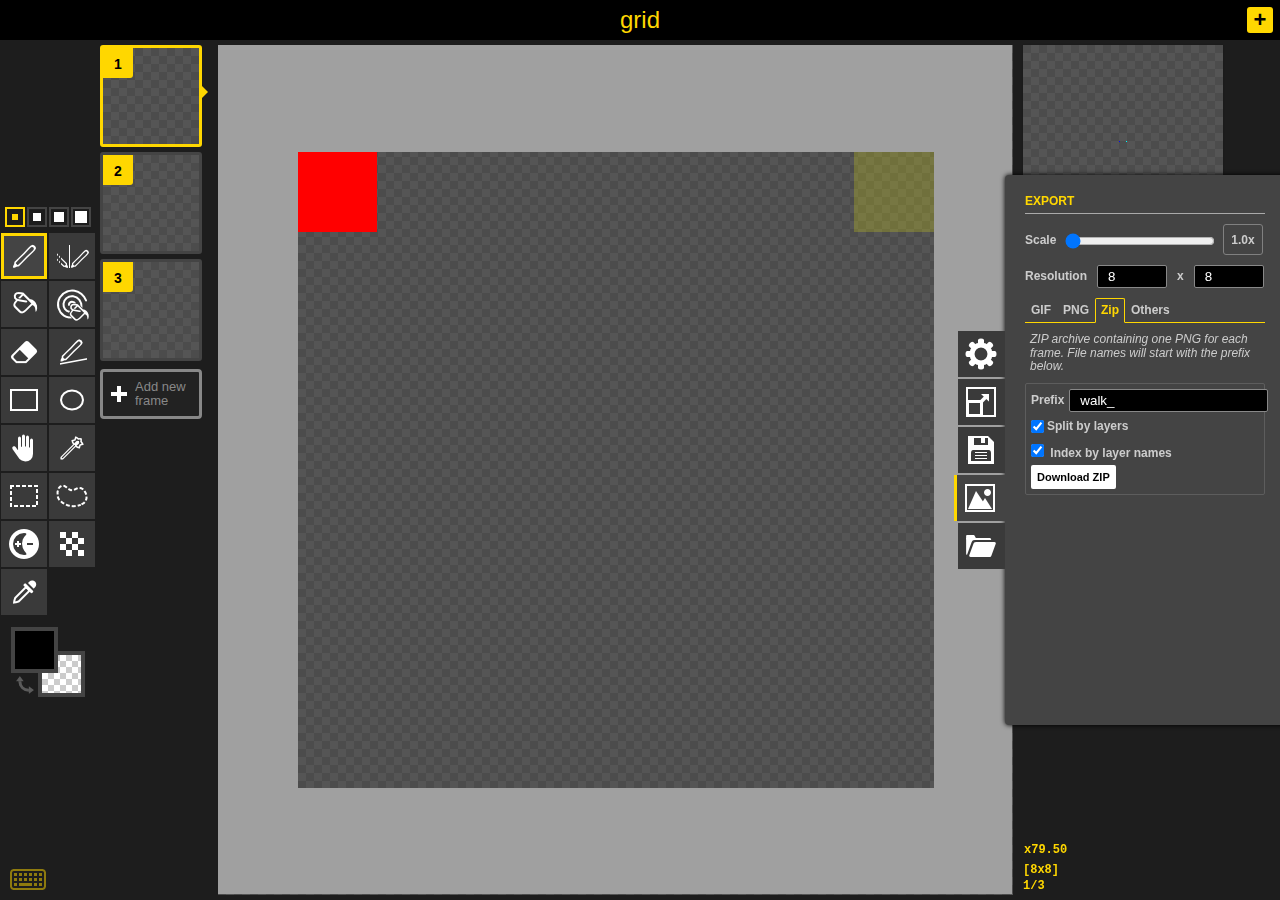 grid
+
1
2
3
Add new
frame
EXPORT
Scale 1.0x
Resolution 8 x 8
GIF PNG Zip Others
ZIP archive containing one PNG for each
frame. File names will start with the prefix
below.
Prefix walk_
Split by layers
Index by layer names
Download ZIP
x79.50
[8x8]
1/3